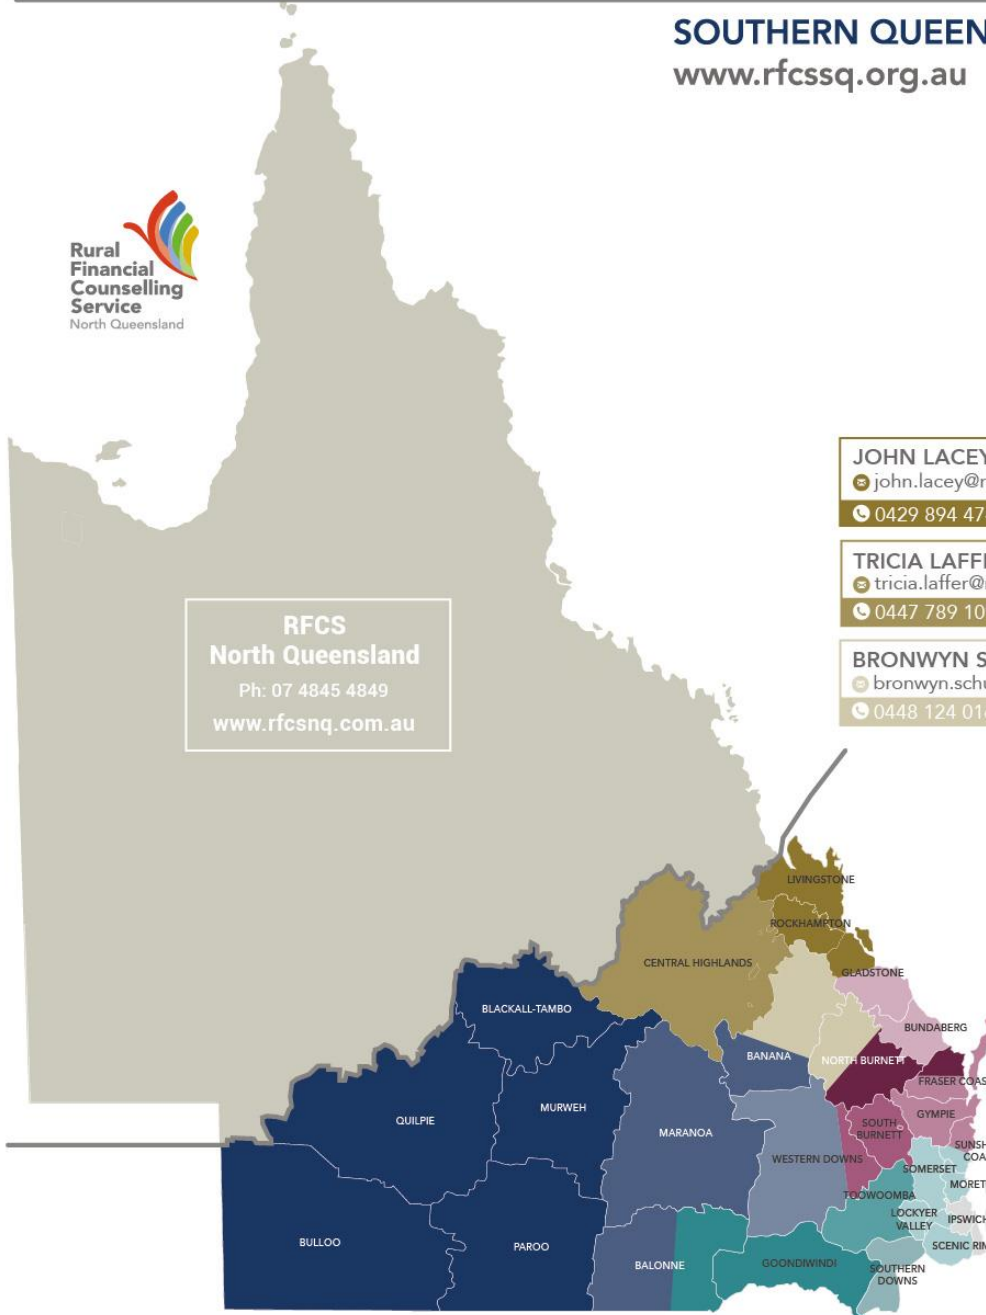 SOUTHERN QUEEN
www.rfcssq.org.au
Rural
Financial
Counselling
Service
North Queensland
JOHN LACEY
john.lacey@r
0429 894 47
TRICIA LAFF
tricia.laffer@
0447 789 10
BRONWYN S
bronwyn.schu
0448 124 01
RFCS
North Queensland
Ph: 07 4845 4849
www.rfcsnq.com.au
LIVINGSTONE
ROCKHAMPTON
CENTRAL HIGHLANDS
GLADSTONE
BLACKALL-TAMBO
BUNDABERG
BANANA
NORTH BURNETT
FRASER COAS
QUILPIE
MURWEH
MARANOA
SOUTH
BURNETT
GYMPIE
WESTERN DOWNS
SUNSH
COA
SOMERSET
MORET
TOOWOOMBA
LOCKYER
VALLEY
IPSWICH
BULLOO
PAROO
BALONNE
GOONDIWINDI
SCENIC RIM
SOUTHERN
DOWNS